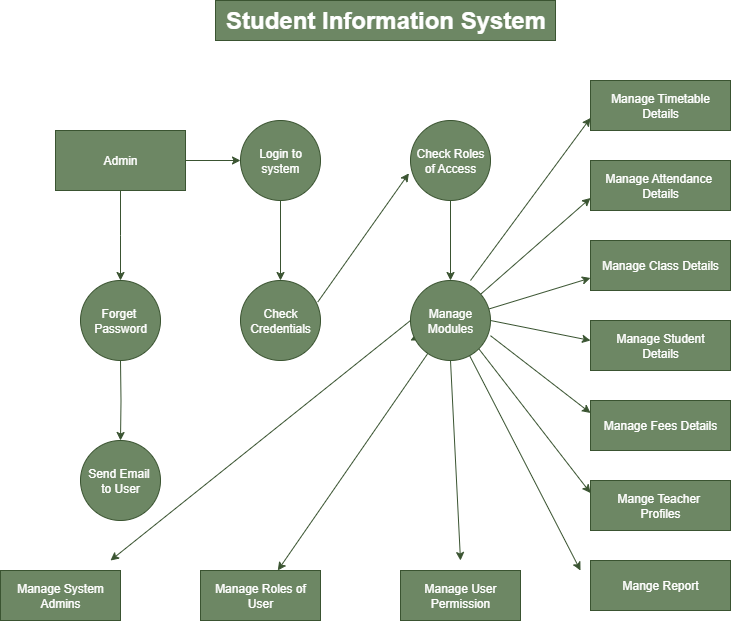 Student Information System
Manage Timetable
Details
Admin
Login to
system
Check Roles
of Access
Manage Attendance
Details
Manage Class Details
Forget
Password
Check
Credentials
Manage
Modules
Manage Student
Details
Manage Fees Details
Send Email
to User
Mange Teacher
Profiles
Manage System
Admins
Manage Roles of
User
Manage User
Permission
Mange Report